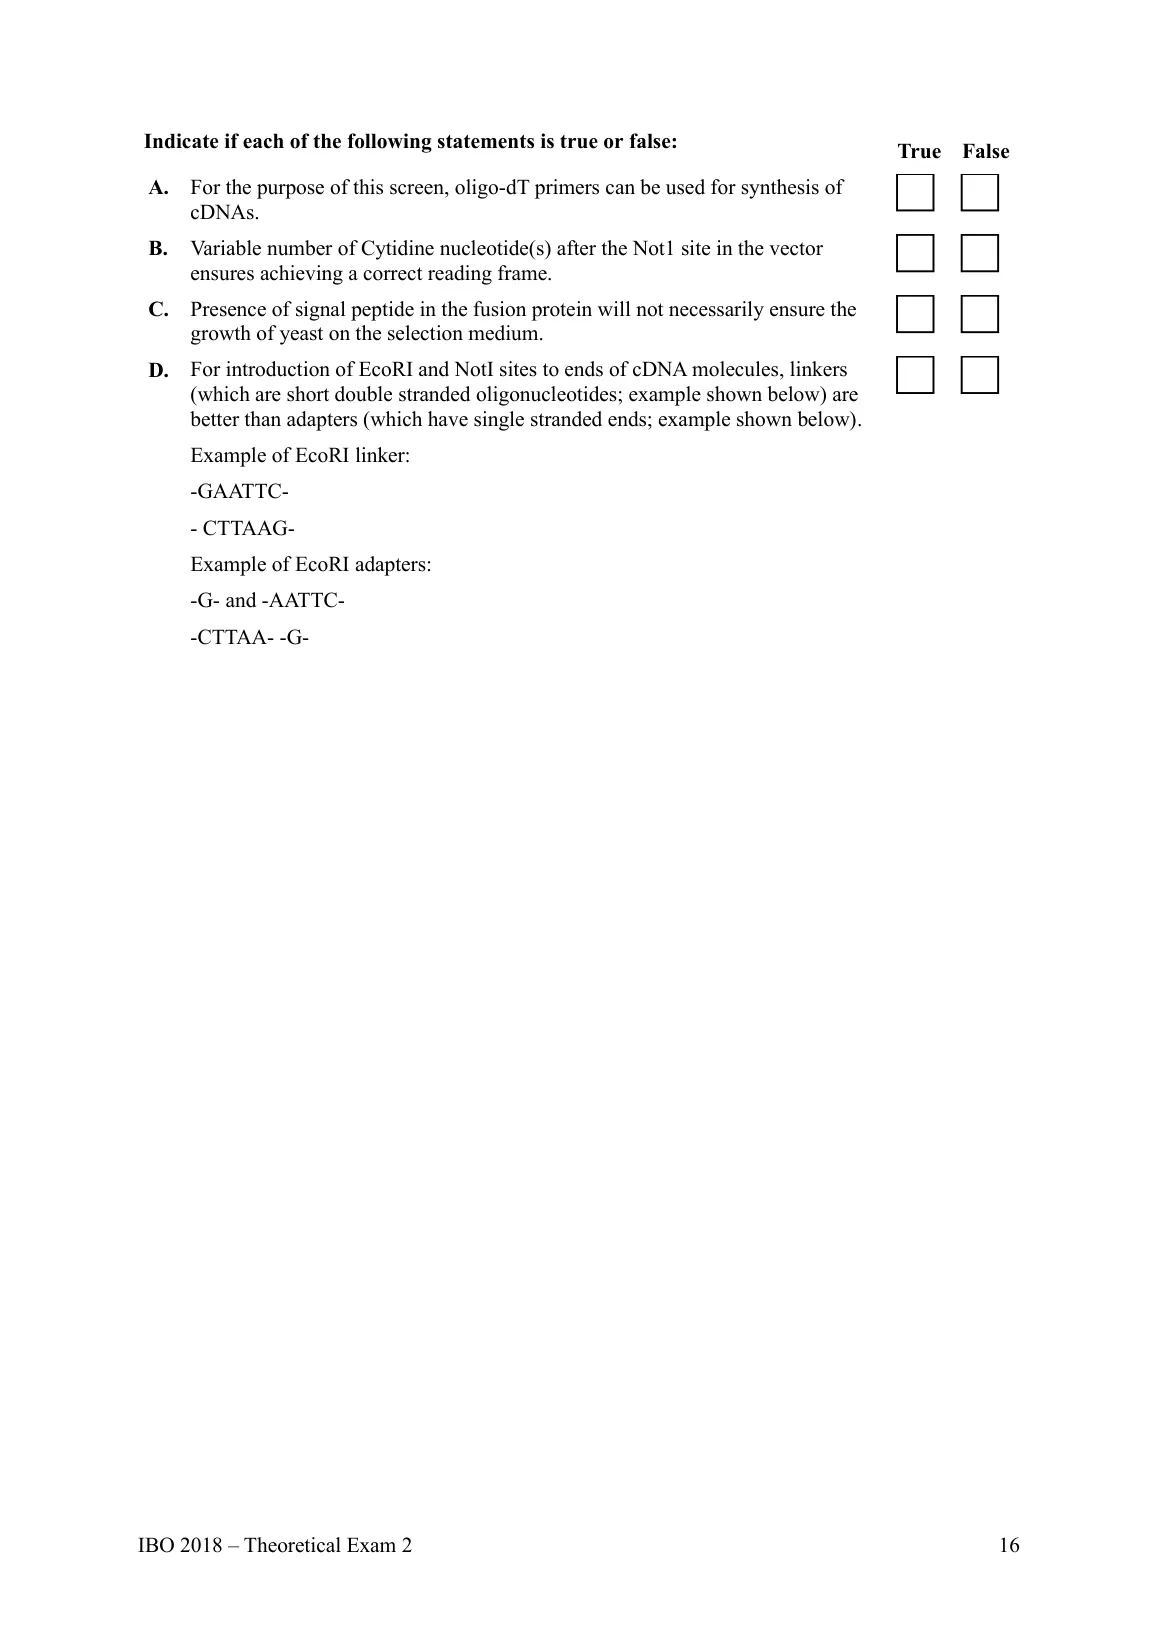 Indicate if each of the following statements is true or false:
True False
A. For the purpose of this screen, oligo-dT primers can be used for synthesis of
cDNAs.
B. Variable number of Cytidine nucleotide(s) after the Not1 site in the vector
ensures achieving a correct reading frame.
C. Presence of signal peptide in the fusion protein will not necessarily ensure the
growth of yeast on the selection medium.
D. For introduction of EcoRI and NotI sites to ends of cDNA molecules, linkers
(which are short double stranded oligonucleotides; example shown below) are
better than adapters (which have single stranded ends; example shown below).
Example of EcoRI linker:
-GAATTC-
- CTTAAG-
Example of EcoRI adapters:
-G- and -AATTC-
-CTTAA- -G-
IBO 2018 – Theoretical Exam 2 16